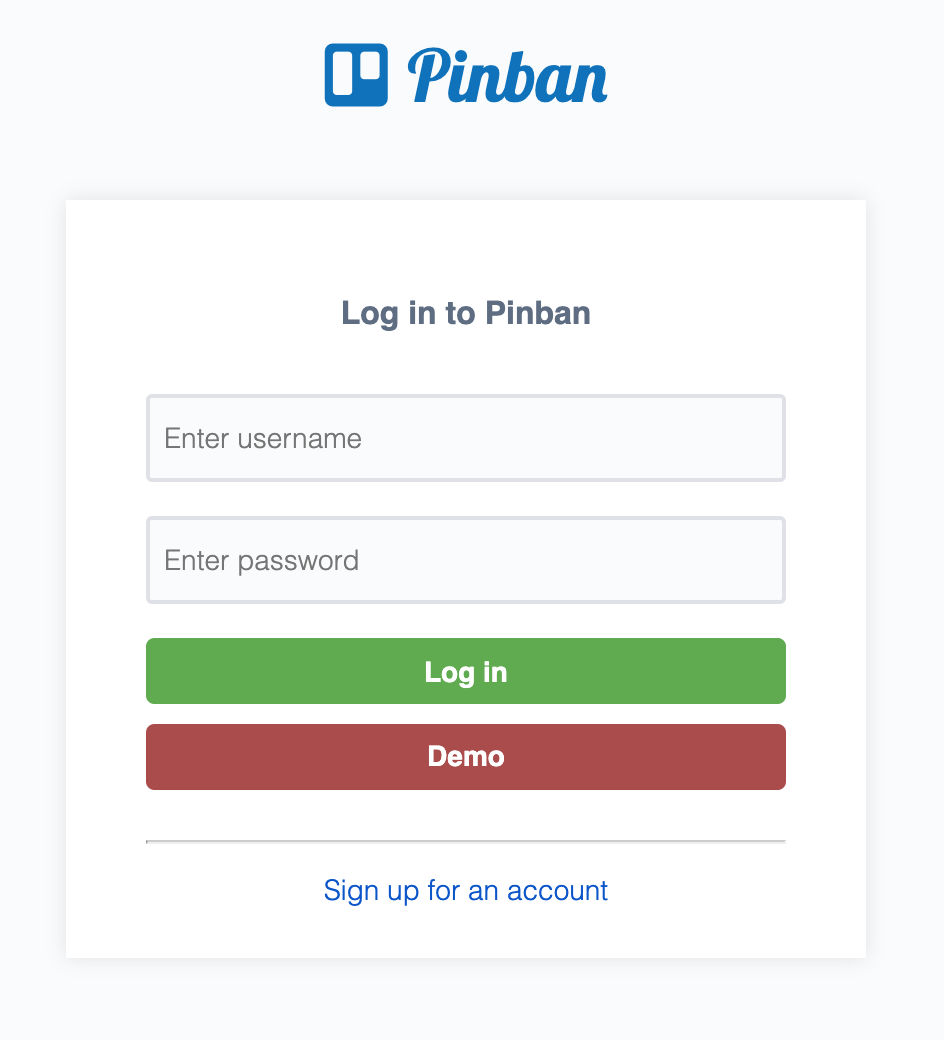 Pinban
Log in to Pinban
Enter username
Enter password
Log in
Demo
Sign up for an account